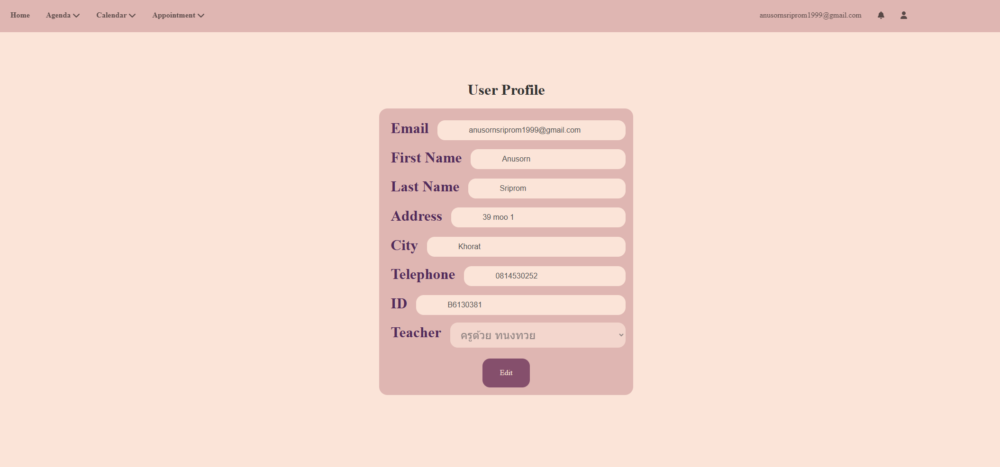 Home Agenda Calendar Appointment anusornsriprom1999@gmail.com
User Profile
Email anusornsriprom1999@gmail.com
First Name Anusorn
Last Name Sriprom
Address 39 moo 1
City Khorat
Telephone 0814530252
ID B6130381
Teacher ครูต้วย ทนงทวย
Edit